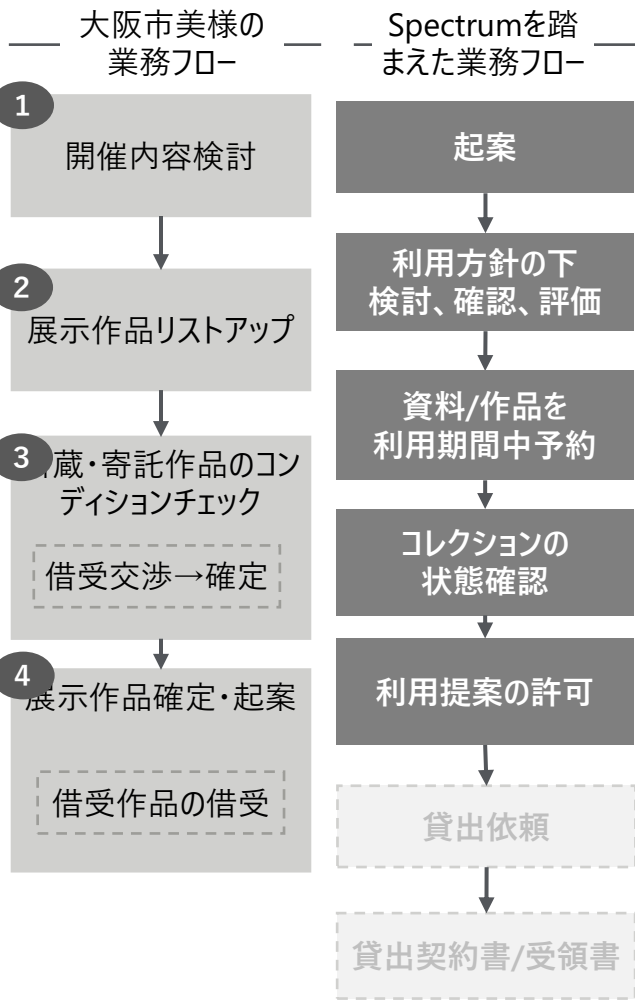 大阪市美様の
業務フロー
1
開催内容検討
2
展示作品リストアップ
3
蔵・寄託作品のコン
ディションチェック
借受交渉→確定
4
展示作品確定・起案
借受作品の借受
Spectrumを踏
まえた業務フロー
起案
利用方針の下
検討、確認、評価
資料/作品を
利用期間中予約
コレクションの
状態確認
利用提案の許可
貸出依頼
貸出契約書/受領書